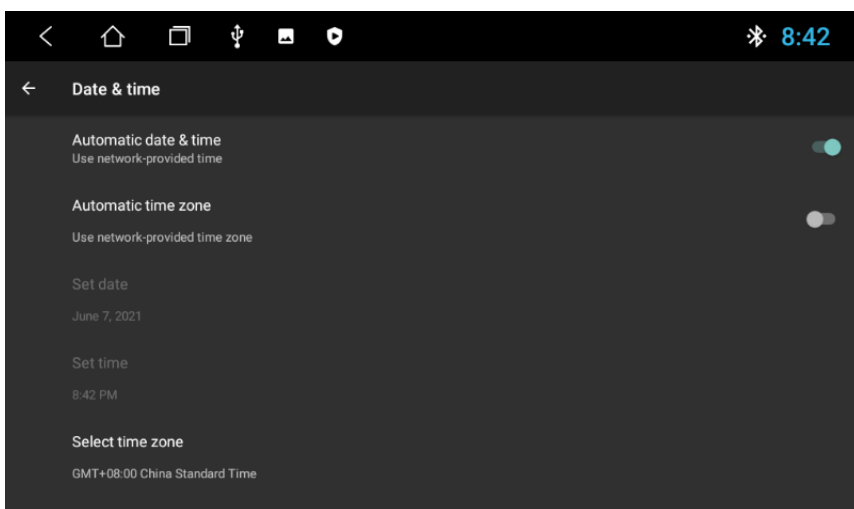 8:42
Date & time
Automatic date & time
Use network-provided time
Automatic time zone
Use network-provided time zone
Set date
June 7, 2021
Set time
8:42 PM
Select time zone
GMT+08:00 China Standard Time